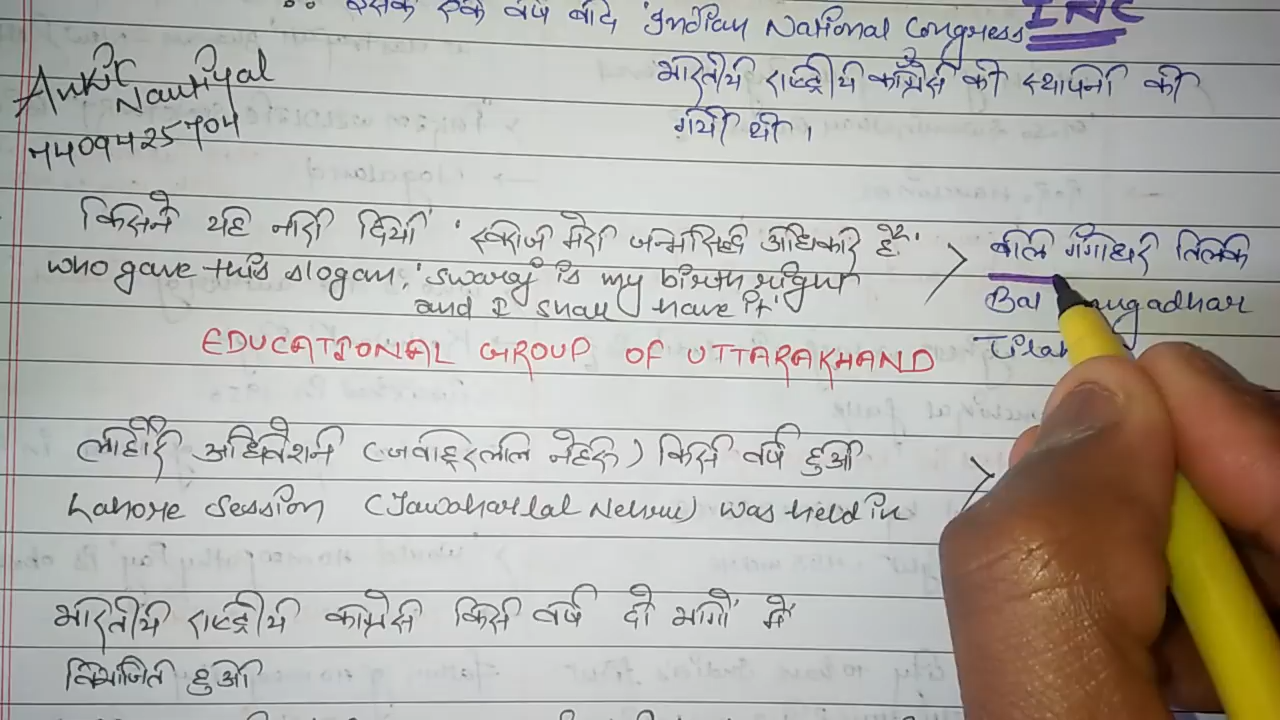 इसके एक वर्ष बाद 'Indian National Congress INC
भारतीय राष्ट्रीय कांग्रेस की स्थापना की
गयी थी।
Ankit
Nautiyal
7409425704
किसने यह नारा दिया 'स्वराज मेरा जन्मसिद्ध अधिकार है'
बाल गंगाधर तिलक
who gave this slogan, 'swaraj is my birth right
and I shall have it'
Bal Gangadhar
Tilak
EDUCATIONAL GROUP OF UTTARAKHAND
लाहौर अधिवेशन (जवाहरलाल नेहरू) किस वर्ष हुआ
Lahore Session (Jawaharlal Nehru) was held in
भारतीय राष्ट्रीय कांग्रेस किस वर्ष दो भागों में
विभाजित हुआ